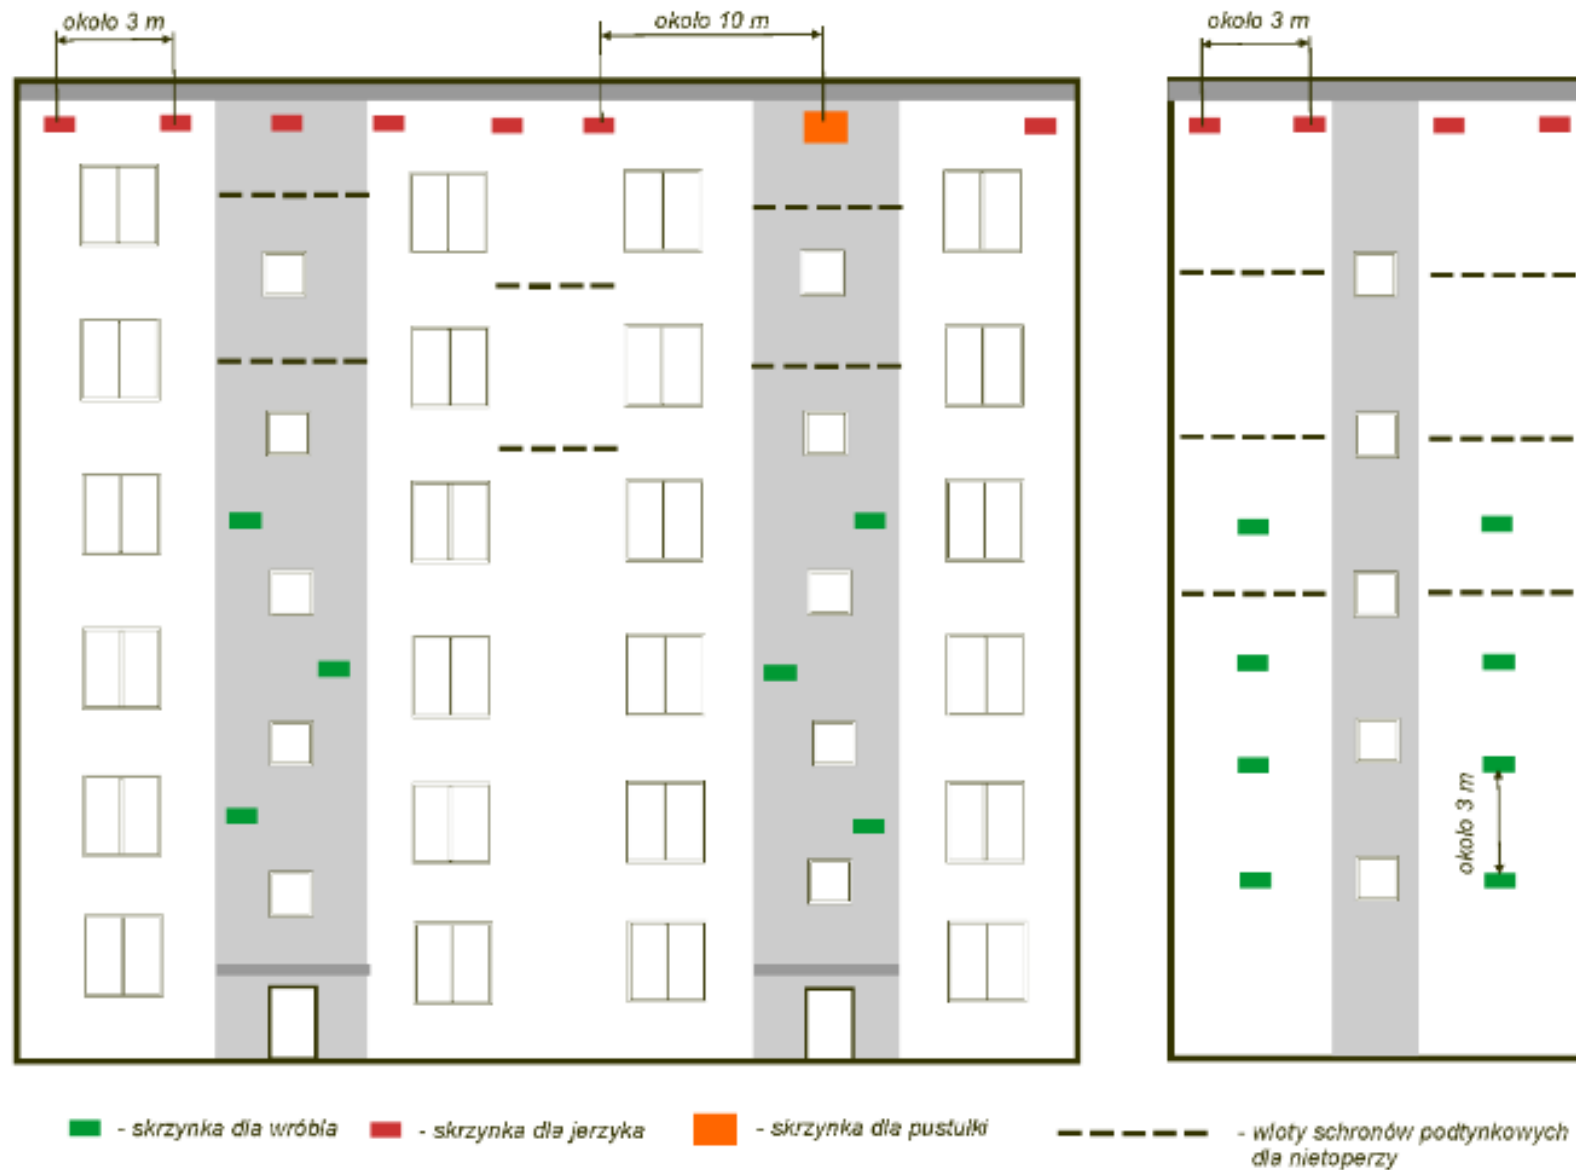 około 3 m
około 10 m
około 3 m
około 3 m
- skrzynka dla wróbla
- skrzynka dla jerzyka
- skrzynka dla pustułki
- wloty schronów podtynkowych
dla nietoperzy